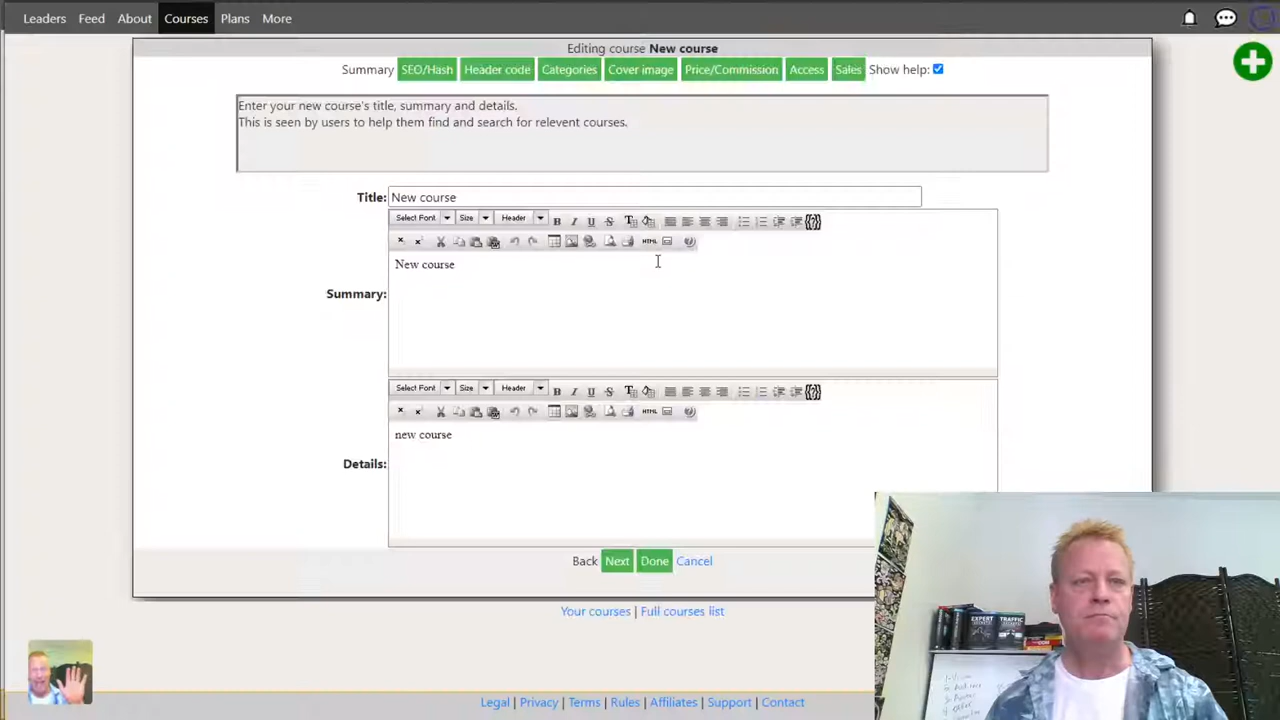 Leaders Feed About Courses Plans More
Editing course New course
Summary SEO/Hash Header code Categories Cover image Price/Commission Access Sales Show help:
Enter your new course's title, summary and details.
This is seen by users to help them find and search for relevent courses.
Title: New course
Select Font Size Header B I U S
HTML
New course
Summary:
Select Font Size Header B I U S
HTML
new course
Details:
Back Next Done Cancel
Your courses | Full courses list
EXPERT
TRAFFIC
Legal | Privacy | Terms | Rules | Affiliates | Support | Contact